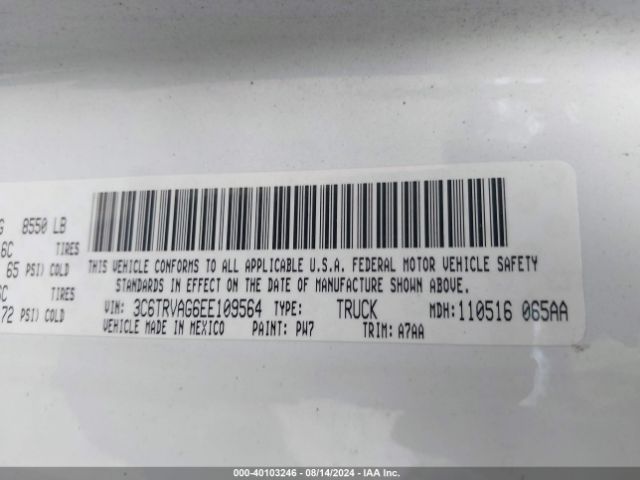 G 8550 LB
6C TIRES
65 PSI) COLD
6C TIRES
72 PSI) COLD
THIS VEHICLE CONFORMS TO ALL APPLICABLE U.S.A. FEDERAL MOTOR VEHICLE SAFETY
STANDARDS IN EFFECT ON THE DATE OF MANUFACTURE SHOWN ABOVE.
VIN: 3C6TRVAG6EE109564 TYPE: TRUCK MDH: 110516 065AA
VEHICLE MADE IN MEXICO PAINT: PW7 TRIM: A7AA
000-40103246 - 08/14/2024 - IAA Inc.